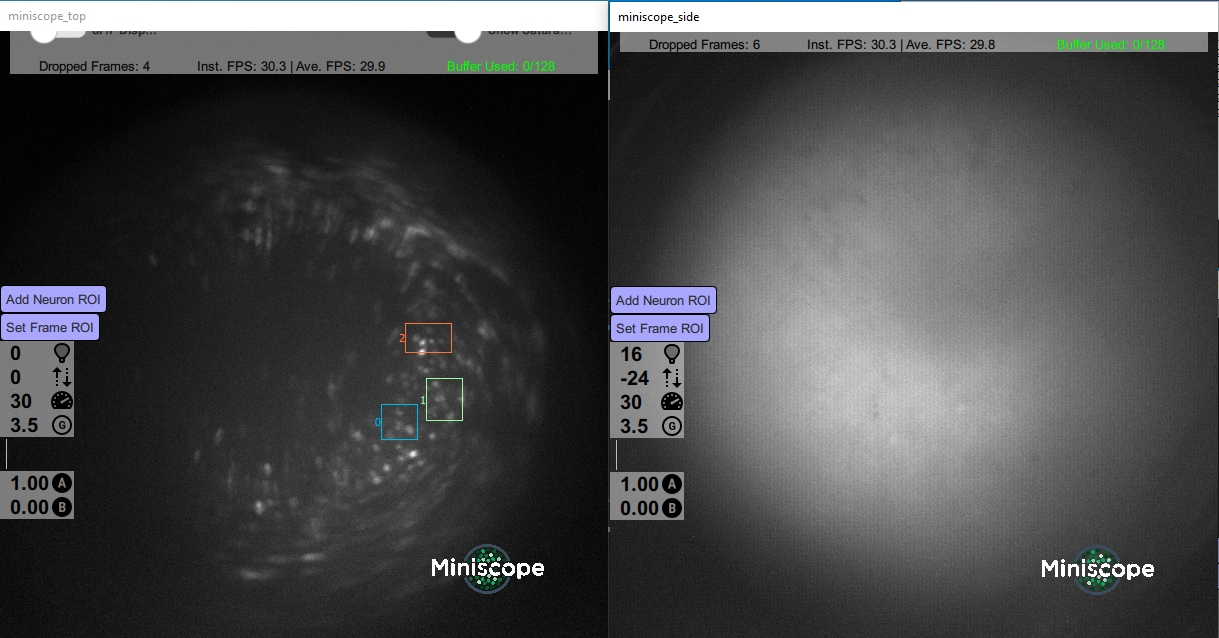 miniscope_top
Dropped Frames: 4 Inst. FPS: 30.3 | Ave. FPS: 29.9 Buffer Used: 0/128
Add Neuron ROI
Set Frame ROI
0
0
30
3.5 G
1.00 A
0.00 B
2
1
0
Miniscope
miniscope_side
Dropped Frames: 6 Inst. FPS: 30.3 | Ave. FPS: 29.8 Buffer Used: 0/128
Add Neuron ROI
Set Frame ROI
16
-24
30
3.5 G
1.00 A
0.00 B
Miniscope